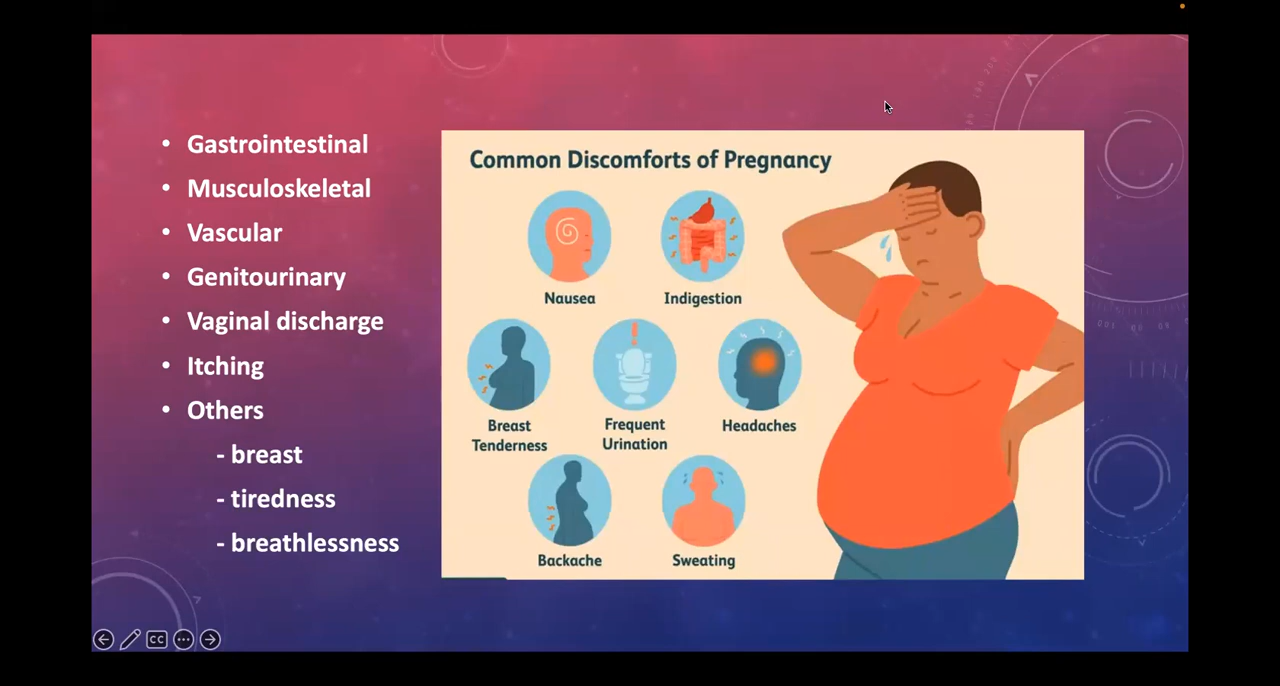 • Gastrointestinal
• Musculoskeletal
• Vascular
• Genitourinary
• Vaginal discharge
• Itching
• Others
- breast
- tiredness
- breathlessness
Common Discomforts of Pregnancy
Nausea
Indigestion
Breast
Tenderness
Frequent
Urination
Headaches
Backache
Sweating
CC